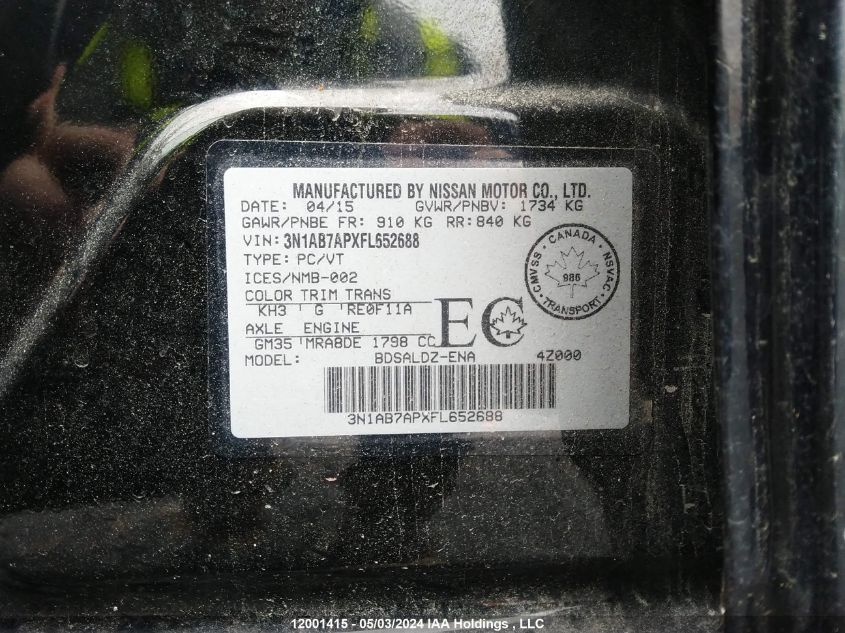 MANUFACTURED BY NISSAN MOTOR CO., LTD.
DATE: 04/15 GVWR/PNBV: 1734 KG
GAWR/PNBE FR: 910 KG RR: 840 KG
VIN: 3N1AB7APXFL652688
TYPE: PC/VT
ICES/NMB-002
COLOR TRIM TRANS
KH3 G RE0F11A
AXLE ENGINE
GM35 MRA8DE 1798 CC
EC
MODEL: BDSALDZ-ENA 4Z000
3N1AB7APXFL652688
CANADA
CMVSS NSVAC
986
TRANSPORT
12001415 - 05/03/2024 IAA Holdings , LLC